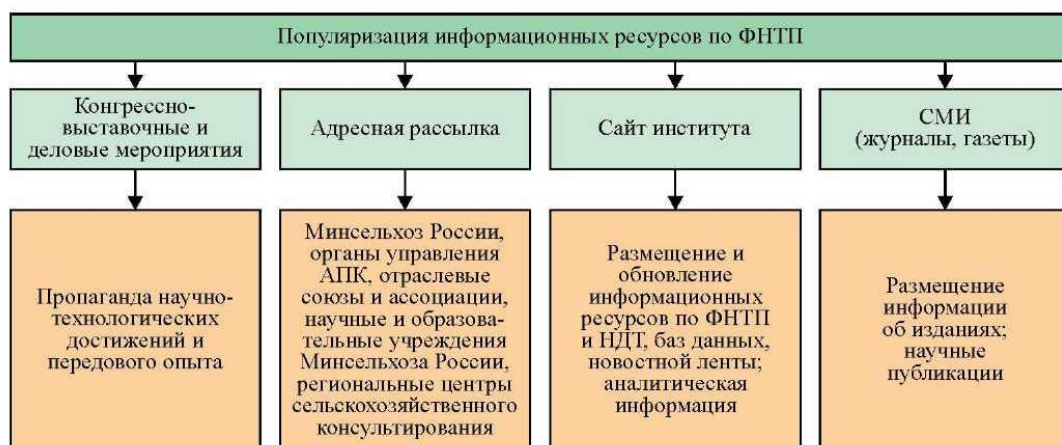 Популяризация информационных ресурсов по ФНТП
Конгрессно-
выставочные и
деловые мероприятия
Адресная рассылка
Сайт института
СМИ
(журналы, газеты)
Пропаганда научно-
технологических
достижений и
передового опыта
Минсельхоз России,
органы управления
АПК, отраслевые
союзы и ассоциации,
научные и образова-
тельные учреждения
Минсельхоза России,
региональные центры
сельскохозяйственного
консультирования
Размещение и
обновление
информационных
ресурсов по ФНТП
и НДТ, баз данных,
новостной ленты;
аналитическая
информация
Размещение
информации
об изданиях;
научные
публикации